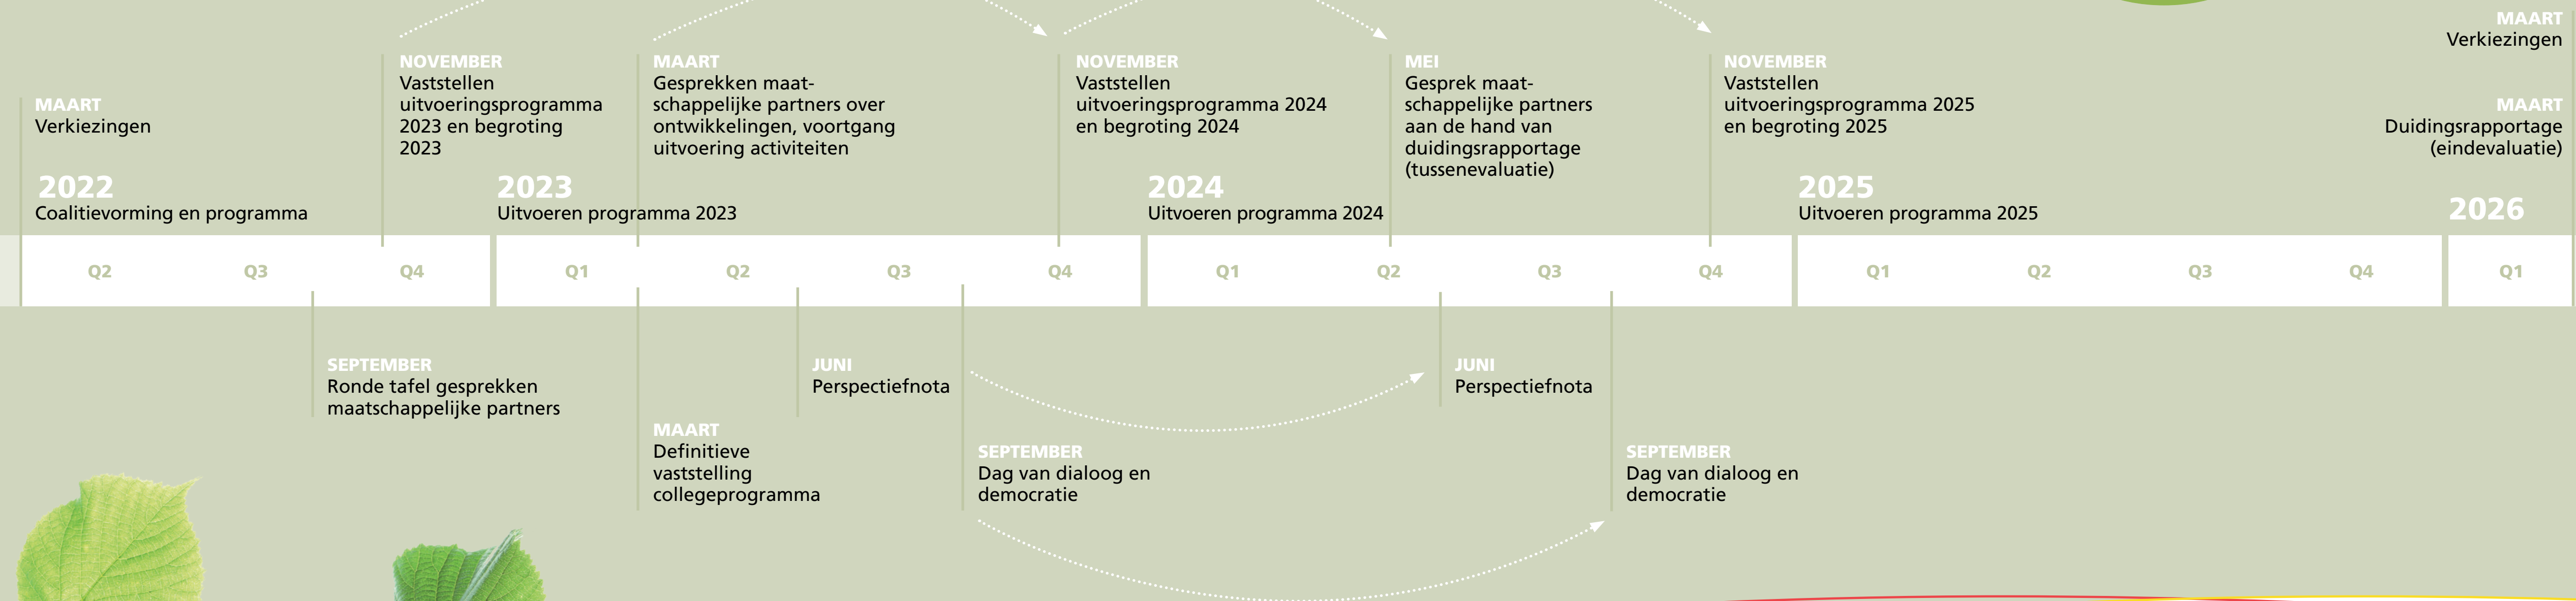 MAART
Verkiezingen
2022
Coalitievorming en programma
NOVEMBER
Vaststellen
uitvoeringsprogramma
2023 en begroting
2023
2023
Uitvoeren programma 2023
MAART
Gesprekken maat-
schappelijke partners over
ontwikkelingen, voortgang
uitvoering activiteiten
NOVEMBER
Vaststellen
uitvoeringsprogramma 2024
en begroting 2024
2024
Uitvoeren programma 2024
MEI
Gesprek maat-
schappelijke partners
aan de hand van
duidingsrapportage
(tussenevaluatie)
NOVEMBER
Vaststellen
uitvoeringsprogramma 2025
en begroting 2025
2025
Uitvoeren programma 2025
MAART
Verkiezingen
MAART
Duidingsrapportage
(eindevaluatie)
2026
Q2 Q3 Q4 Q1 Q2 Q3 Q4 Q1 Q2 Q3 Q4 Q1 Q2 Q3 Q4 Q1
SEPTEMBER
Ronde tafel gesprekken
maatschappelijke partners
MAART
Definitieve
vaststelling
collegeprogramma
JUNI
Perspectiefnota
SEPTEMBER
Dag van dialoog en
democratie
JUNI
Perspectiefnota
SEPTEMBER
Dag van dialoog en
democratie